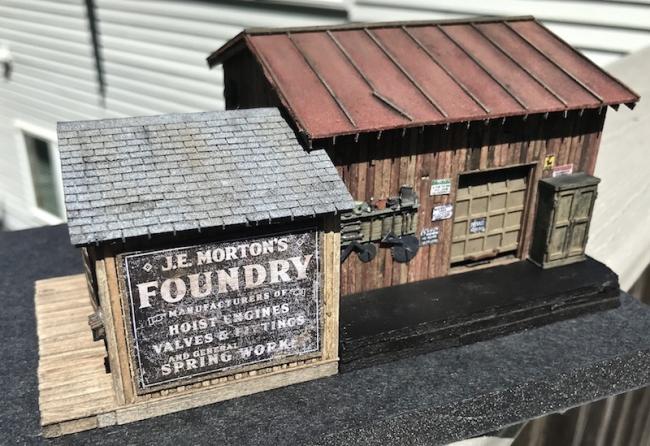 J.E. MORTON'S
FOUNDRY
MANUFACTURERS OF
HOIST ENGINES
VALVES & FITTINGS
AND GENERAL
SPRING WORK